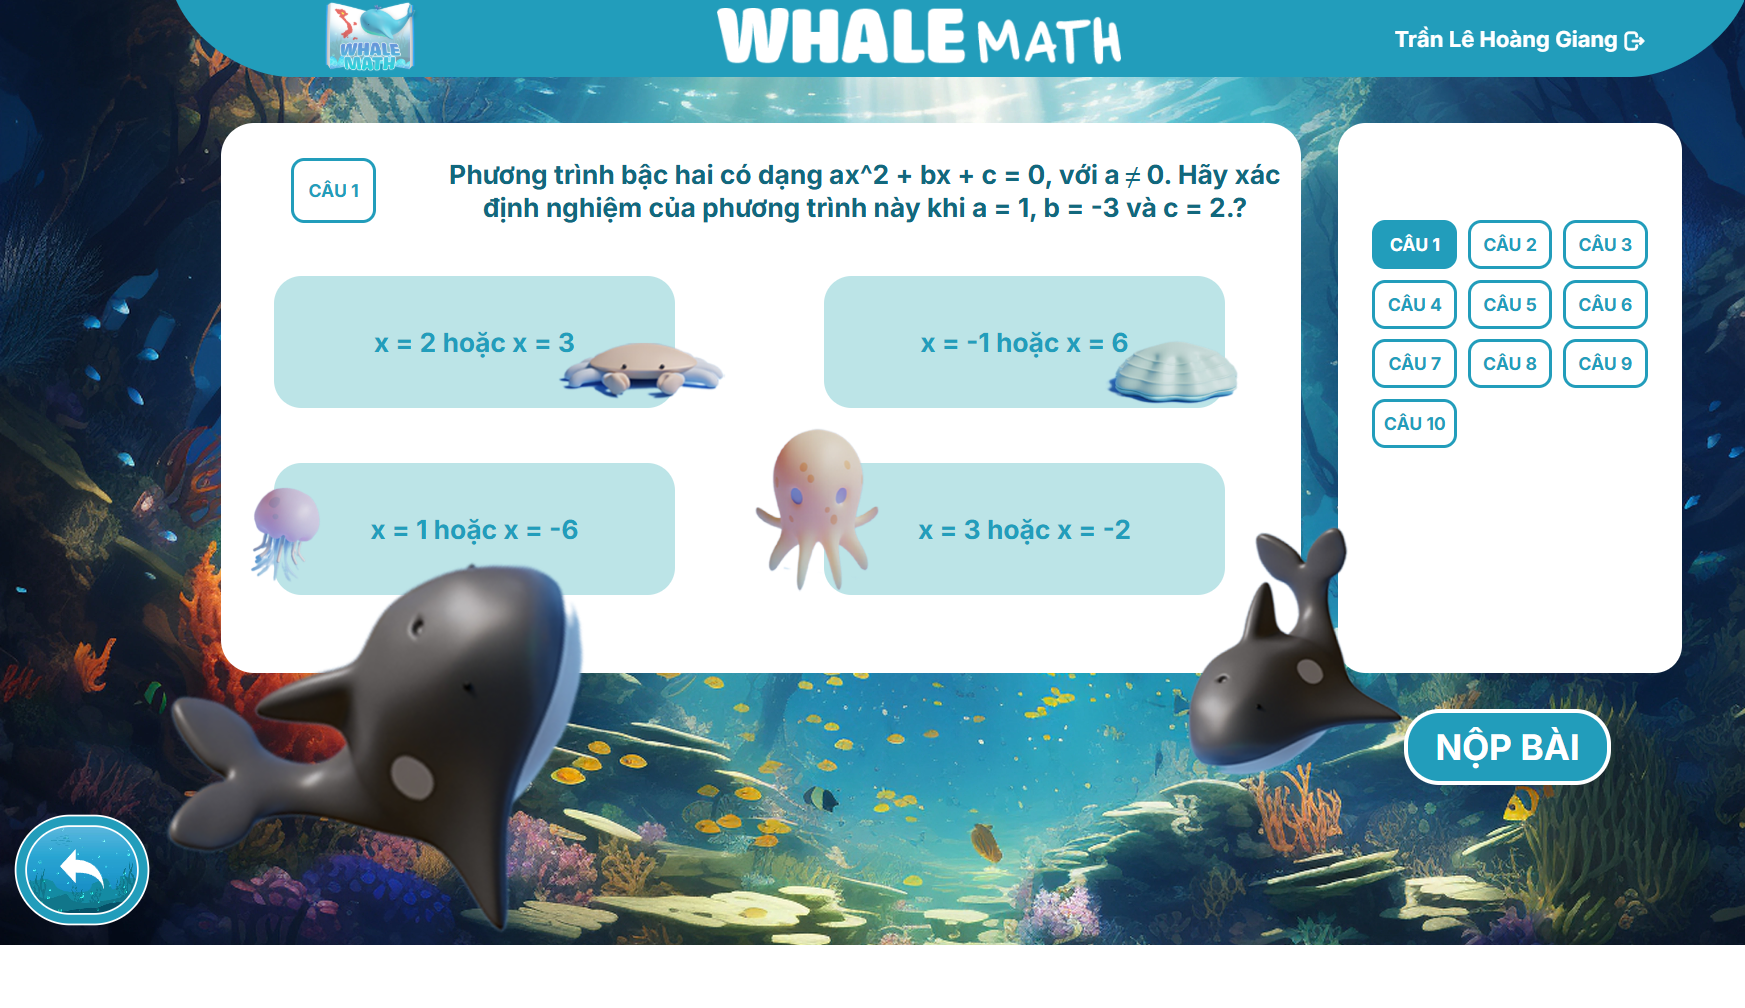 WHALE
MATH
WHALE MATH
Trần Lê Hoàng Giang
CÂU 1
Phương trình bậc hai có dạng ax^2 + bx + c = 0, với a ≠ 0. Hãy xác
định nghiệm của phương trình này khi a = 1, b = -3 và c = 2.?
x = 2 hoặc x = 3
x = -1 hoặc x = 6
x = 1 hoặc x = -6
x = 3 hoặc x = -2
CÂU 1 CÂU 2 CÂU 3
CÂU 4 CÂU 5 CÂU 6
CÂU 7 CÂU 8 CÂU 9
CÂU 10
NỘP BÀI